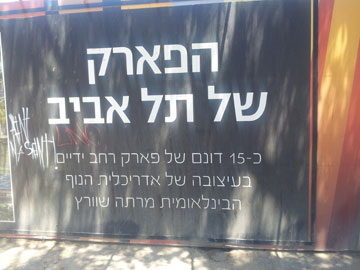 הפארק
של תל אביב
כ-15 דונם של פארק רחב ידיים
בעיצובה של אדריכלית הנוף
הבינלאומית מרתה שוורץ